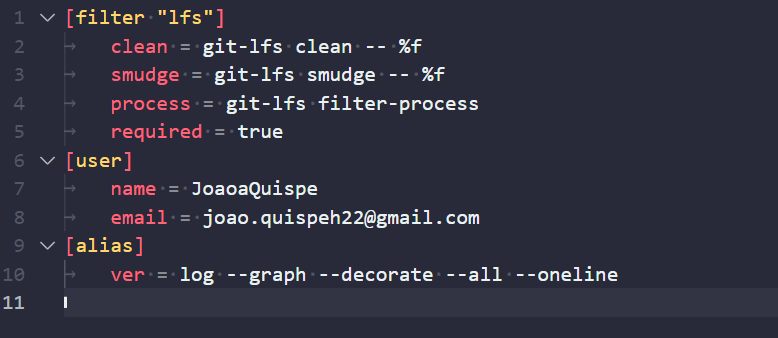 1 [filter "lfs"]
2 clean = git-lfs clean -- %f
3 smudge = git-lfs smudge -- %f
4 process = git-lfs filter-process
5 required = true
6 [user]
7 name = JoaoaQuispe
8 email = joao.quispeh22@gmail.com
9 [alias]
10 ver = log --graph --decorate --all --oneline
11